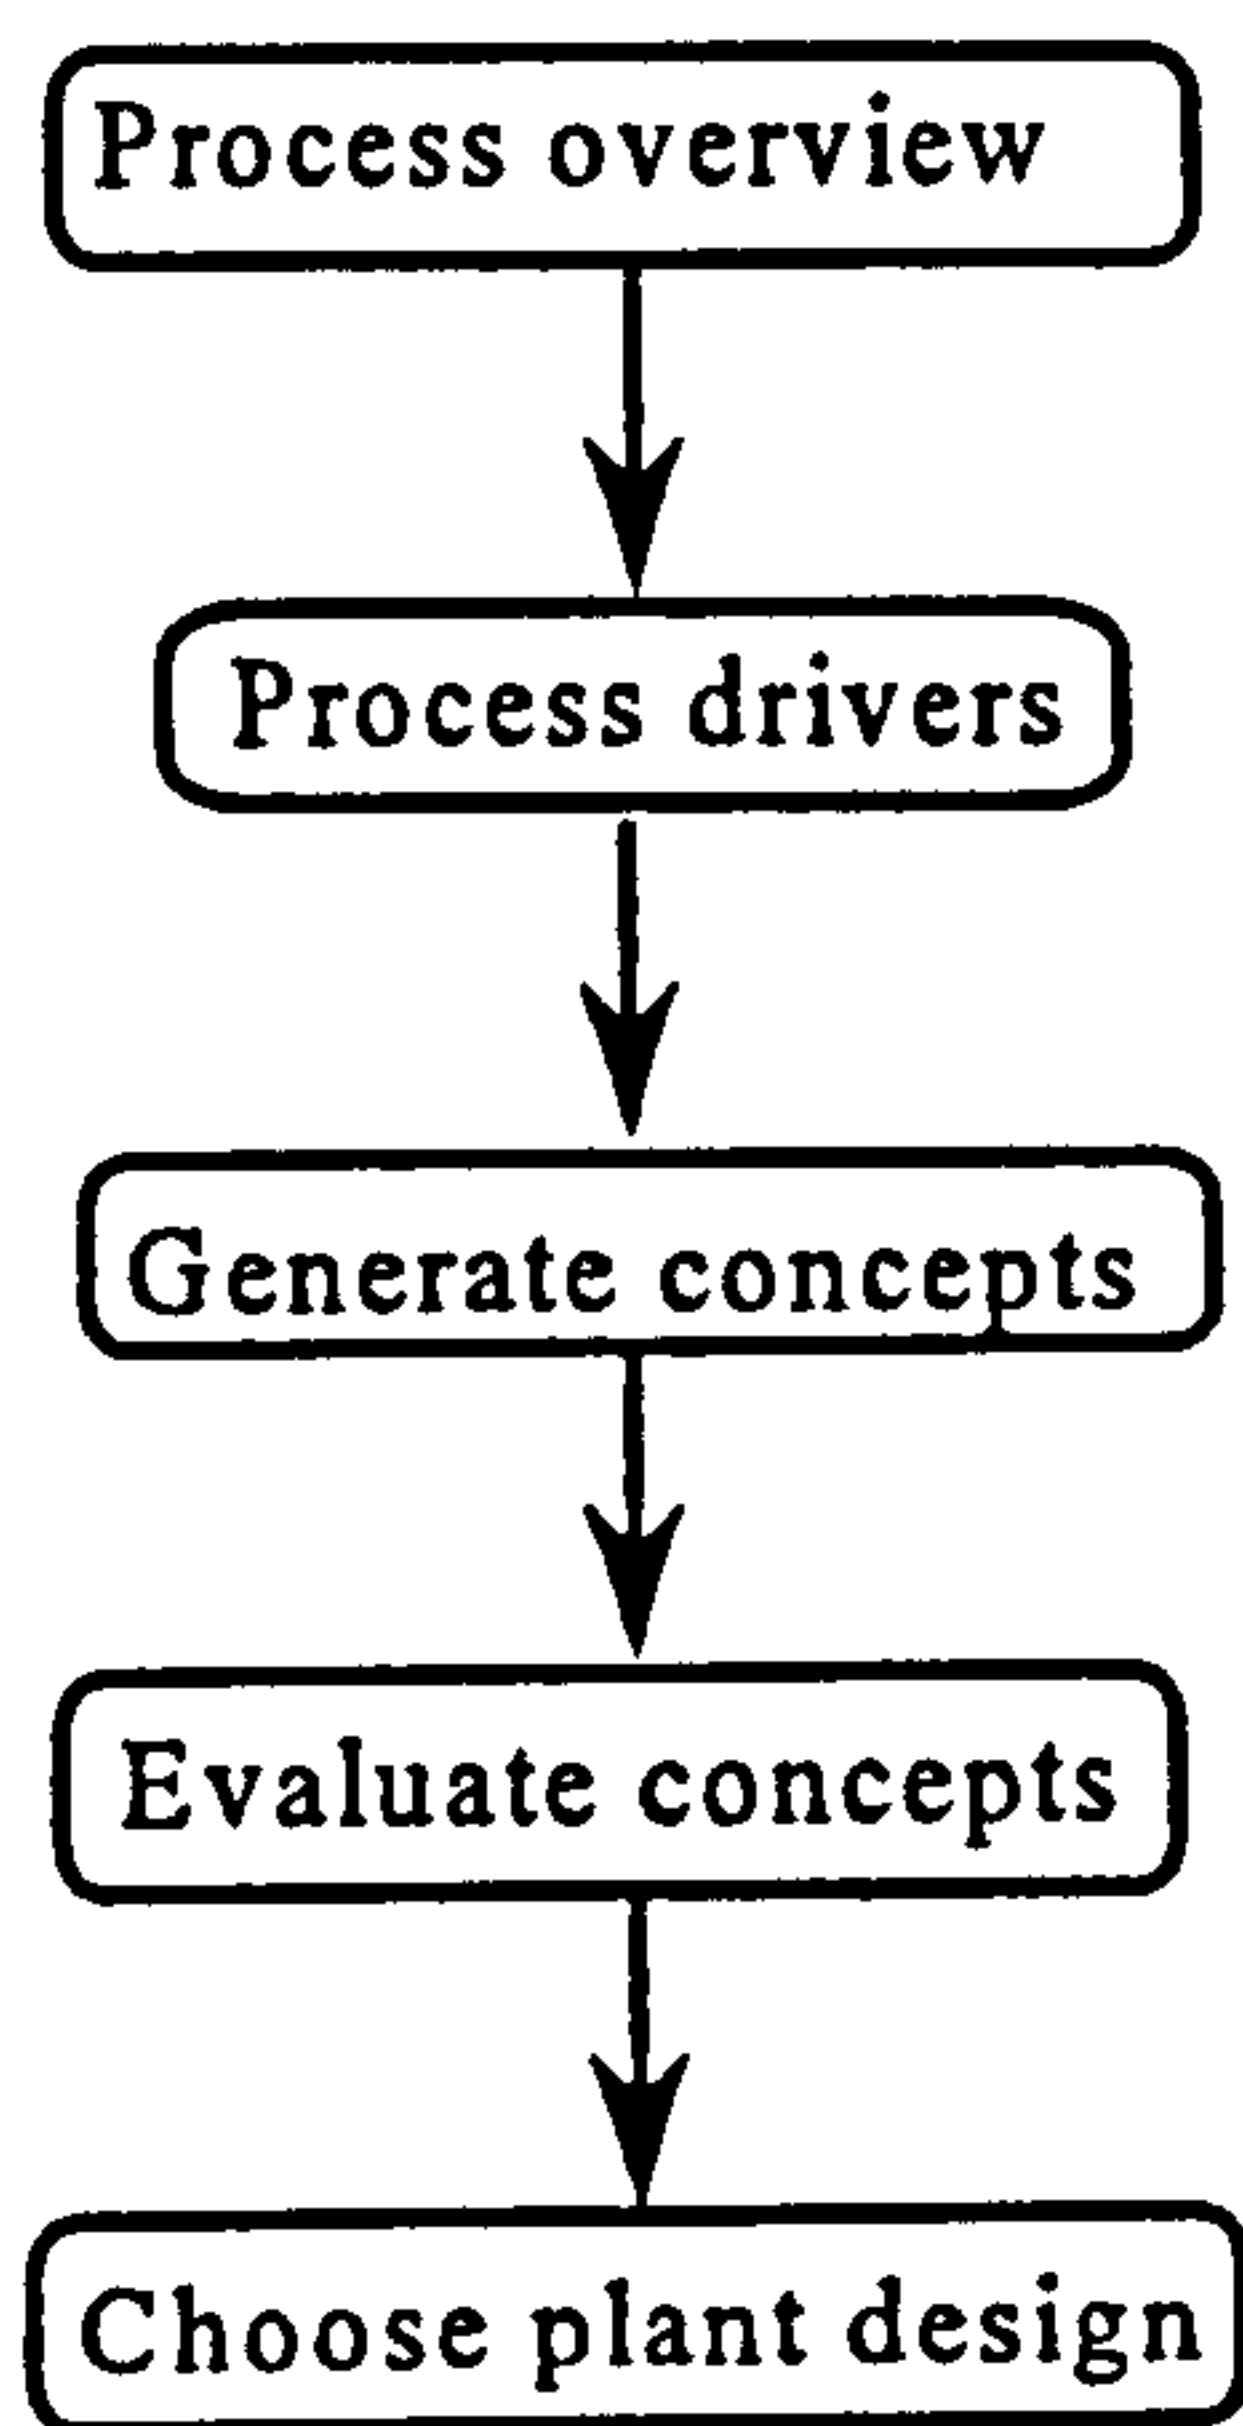 Process overview
Process drivers
Generate concepts
Evaluate concepts
Choose plant design